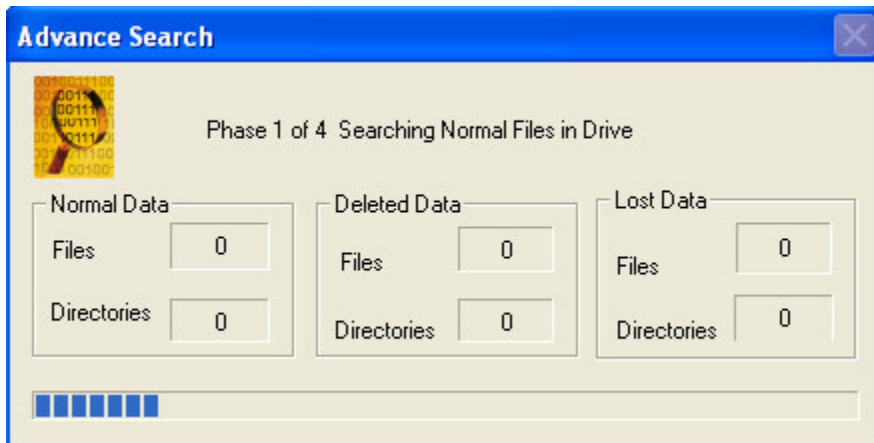 Advance Search
Phase 1 of 4 Searching Normal Files in Drive
Normal Data
Files 0
Directories 0
Deleted Data
Files 0
Directories 0
Lost Data
Files 0
Directories 0